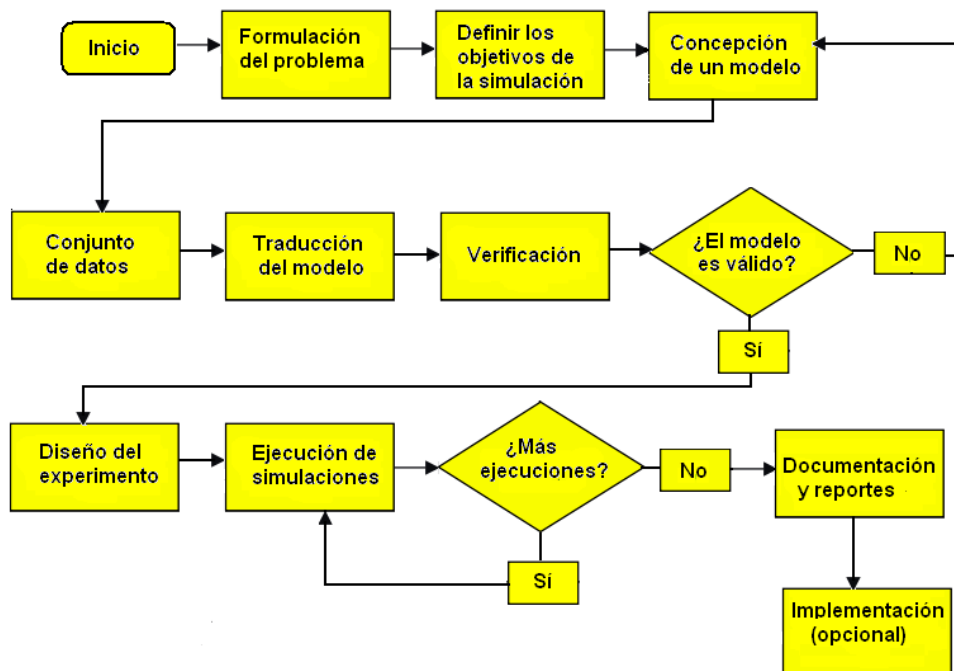 Inicio
Formulación
del problema
Definir los
objetivos de
la simulación
Concepción
de un modelo
Conjunto
de datos
Traducción
del modelo
Verificación
¿El modelo
es válido?
No
Sí
Diseño del
experimento
Ejecución de
simulaciones
¿Más
ejecuciones?
No
Sí
Documentación
y reportes
Implementación
(opcional)